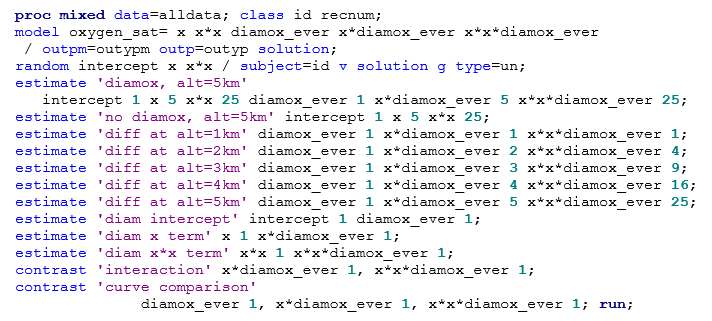 proc mixed data=alldata; class id recnum;
model oxygen_sat= x x*x diamox_ever x*diamox_ever x*x*diamox_ever
/ outpm=outypm outp=outyp solution;
random intercept x x*x / subject=id v solution g type=un;
estimate 'diamox, alt=5km'
intercept 1 x 5 x*x 25 diamox_ever 1 x*diamox_ever 5 x*x*diamox_ever 25;
estimate 'no diamox, alt=5km' intercept 1 x 5 x*x 25;
estimate 'diff at alt=1km' diamox_ever 1 x*diamox_ever 1 x*x*diamox_ever 1;
estimate 'diff at alt=2km' diamox_ever 1 x*diamox_ever 2 x*x*diamox_ever 4;
estimate 'diff at alt=3km' diamox_ever 1 x*diamox_ever 3 x*x*diamox_ever 9;
estimate 'diff at alt=4km' diamox_ever 1 x*diamox_ever 4 x*x*diamox_ever 16;
estimate 'diff at alt=5km' diamox_ever 1 x*diamox_ever 5 x*x*diamox_ever 25;
estimate 'diam intercept' intercept 1 diamox_ever 1;
estimate 'diam x term' x 1 x*diamox_ever 1;
estimate 'diam x*x term' x*x 1 x*x*diamox_ever 1;
contrast 'interaction' x*diamox_ever 1, x*x*diamox_ever 1;
contrast 'curve comparison'
diamox_ever 1, x*diamox_ever 1, x*x*diamox_ever 1; run;